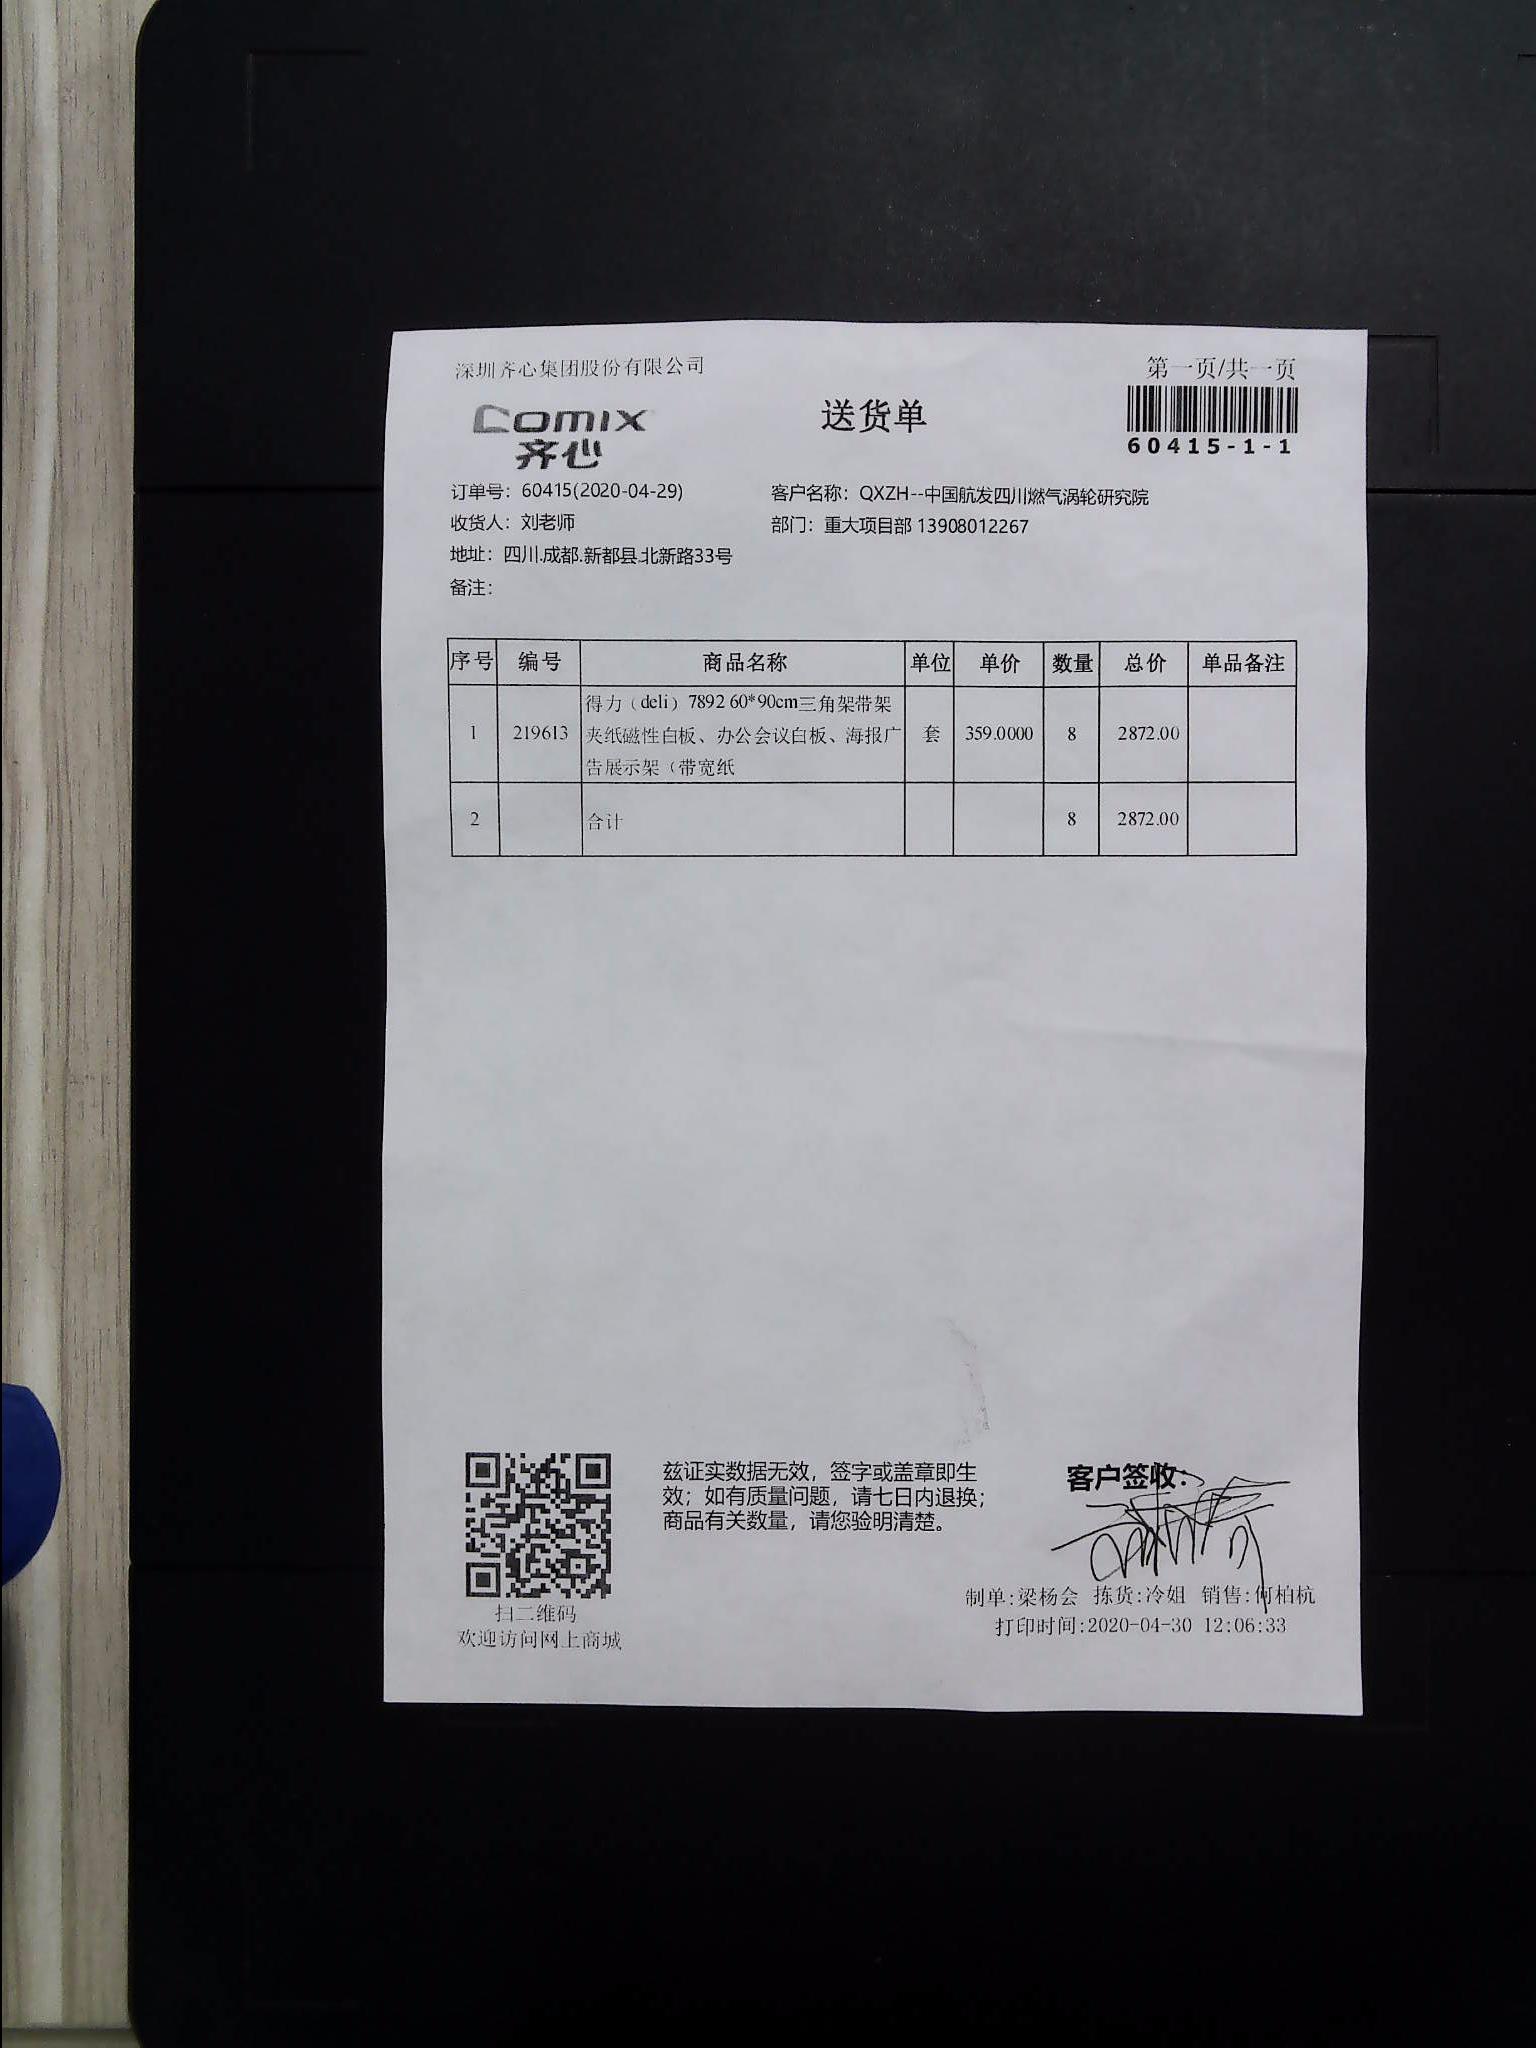 深圳齐心集团股份有限公司
第一页/共一页
comix
齐心
送货单
60415-1-1
订单号：60415(2020-04-29)
客户名称：QXZH--中国航发四川燃气涡轮研究院
收货人：刘老师
部门：重大项目部 13908012267
地址：四川.成都.新都县.北新路33号
备注：
序号 编号 商品名称 单位 单价 数量 总价 单品备注
得力（deli）7892 60*90cm三角架带架
1 219613 夹纸磁性白板、办公会议白板、海报广 套 359.0000 8 2872.00
告展示架（带宽纸
2 合计 8 2872.00
兹证实数据无效，签字或盖章即生
效；如有质量问题，请七日内退换；
商品有关数量，请您验明清楚。
客户签收：
制单:梁杨会 拣货:冷姐 销售:何柏杭
打印时间:2020-04-30 12:06:33
扫二维码
欢迎访问网上商城